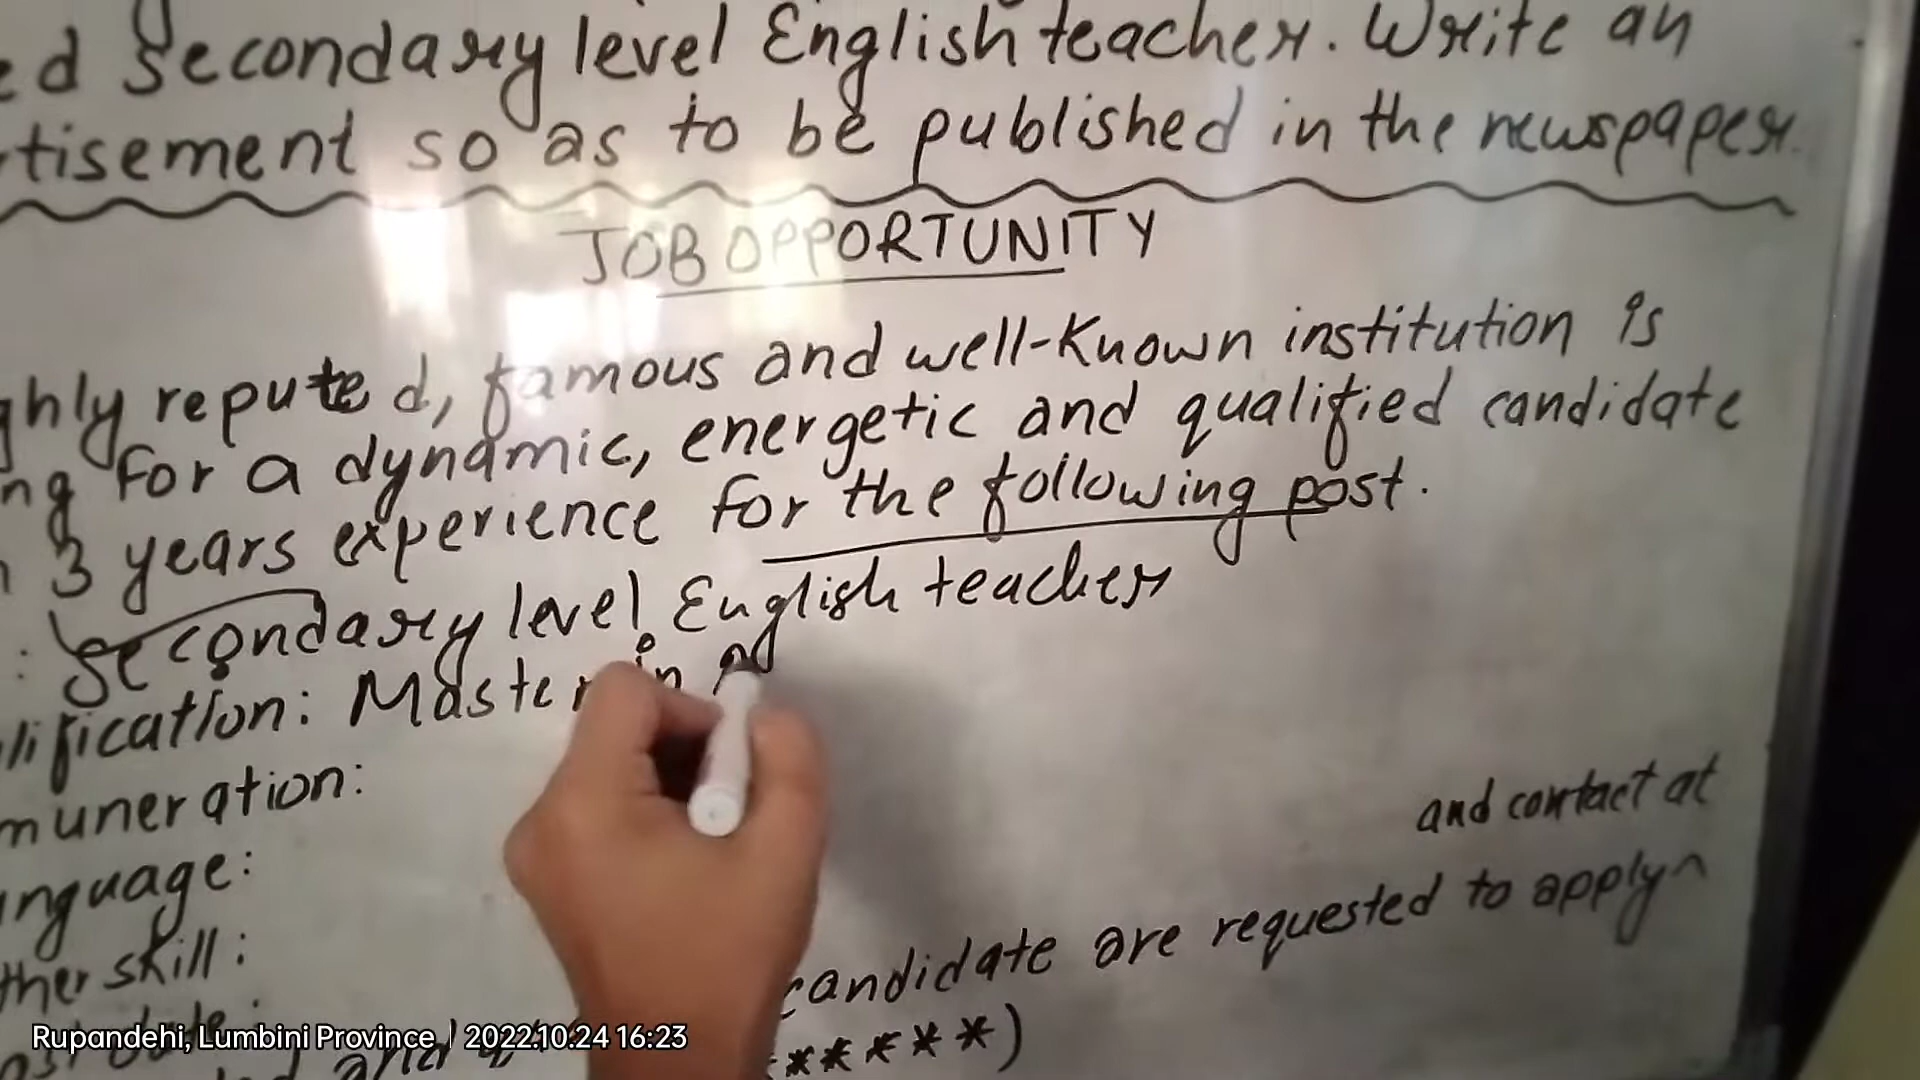 ed Secondary level English teacher. Write an
tisement so as to be published in the newspaper.
JOB OPPORTUNITY
ghly reputed, famous and well-known institution is
ng for a dynamic, energetic and qualified candidate
3 years experience for the following post.
: Secondary level English teacher
lification: Master in
muneration:
nguage:
ther skill:
and contact at
candidate are requested to apply ^
date:
and
******)
Rupandehi, Lumbini Province | 2022.10.24 16:23